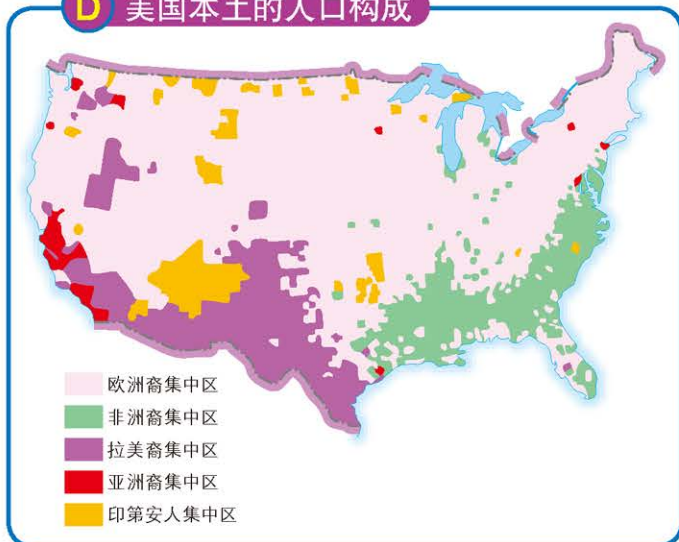 D 美国本土的人口构成
欧洲裔集中区
非洲裔集中区
拉美裔集中区
亚洲裔集中区
印第安人集中区